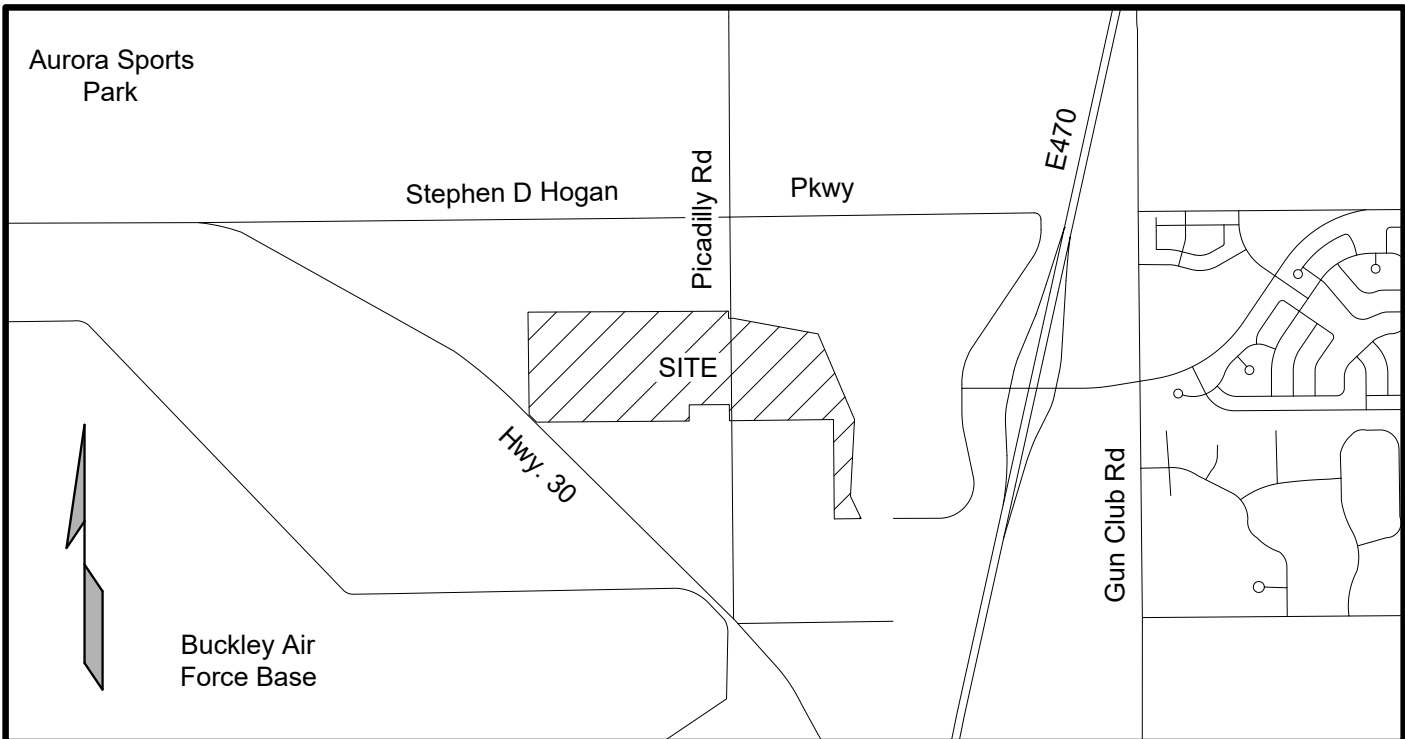 Aurora Sports
Park
E470
Picadilly Rd
Stephen D Hogan
Pkwy
SITE
Hwy. 30
Gun Club Rd
Buckley Air
Force Base